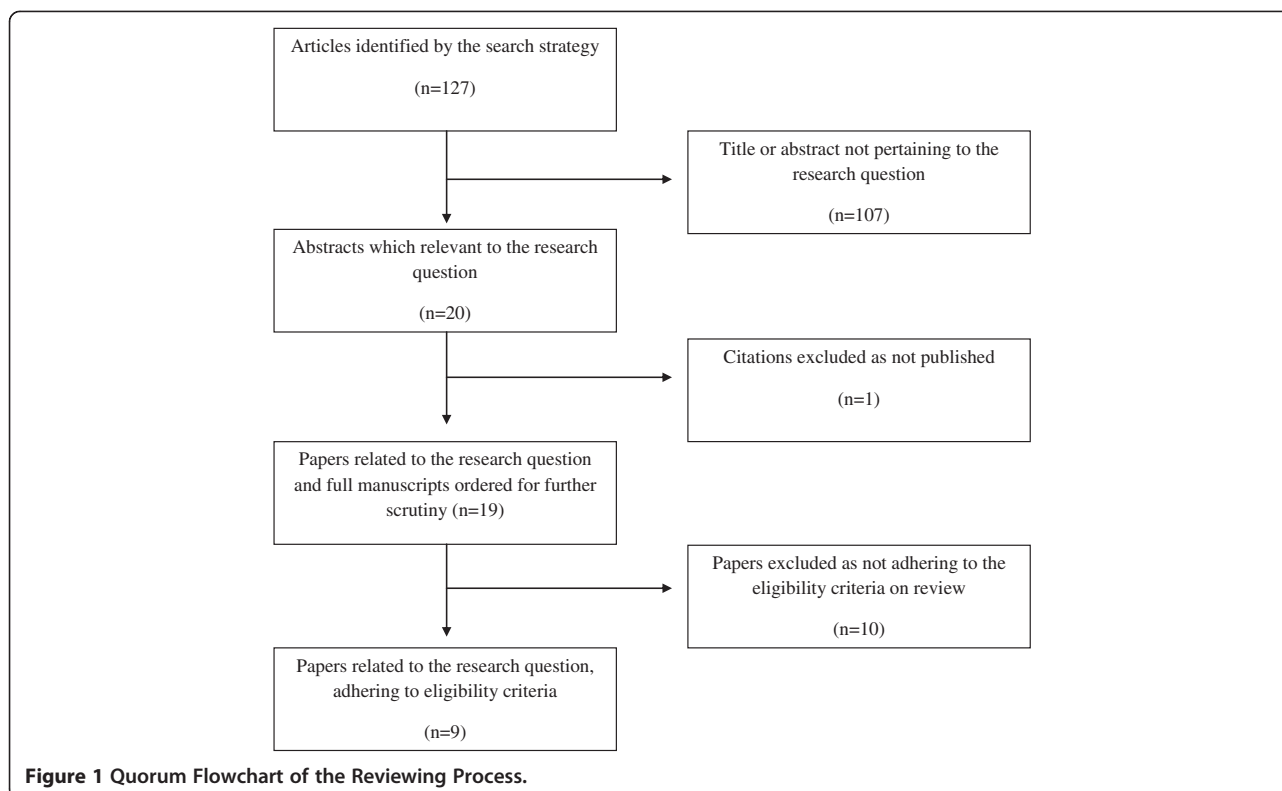 Articles identified by the search strategy
(n=127)
Title or abstract not pertaining to the
research question
(n=107)
Abstracts which relevant to the research
question
(n=20)
Citations excluded as not published
(n=1)
Papers related to the research question
and full manuscripts ordered for further
scrutiny (n=19)
Papers excluded as not adhering to the
eligibility criteria on review
(n=10)
Papers related to the research question,
adhering to eligibility criteria
(n=9)
Figure 1 Quorum Flowchart of the Reviewing Process.